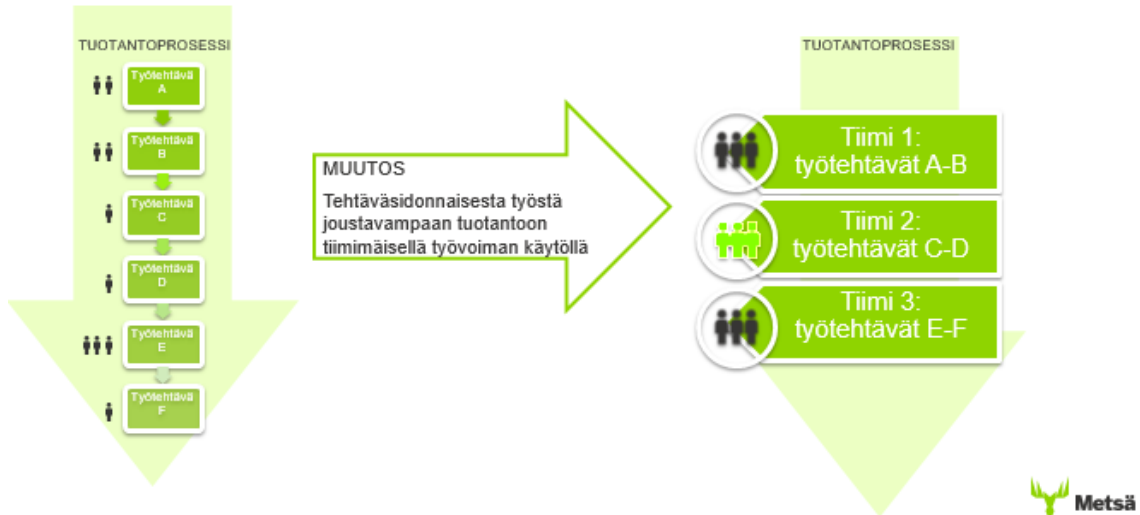 TUOTANTOPROSESSI
Työtehtävä
A
Työtehtävä
B
Työtehtävä
C
Työtehtävä
D
Työtehtävä
E
Työtehtävä
F
MUUTOS
Tehtäväsidonnaisesta työstä
joustavampaan tuotantoon
tiimimäisellä työvoiman käytöllä
TUOTANTOPROSESSI
Tiimi 1:
työtehtävät A-B
Tiimi 2:
työtehtävät C-D
Tiimi 3:
työtehtävät E-F
Metsä